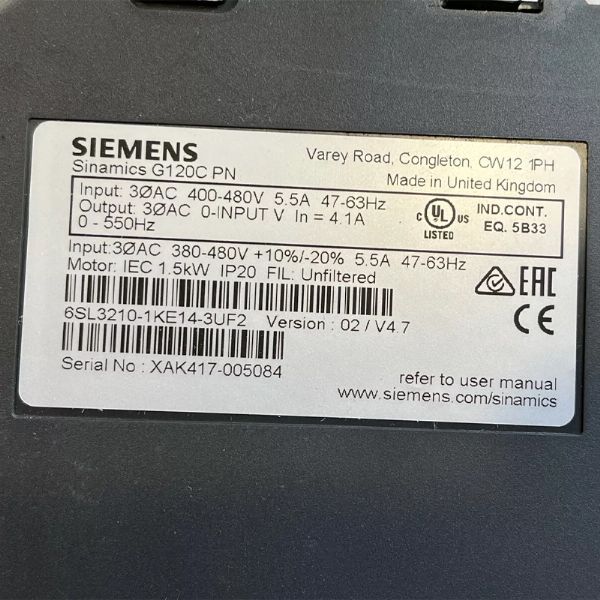 SIEMENS
Sinamics G120C PN
Varey Road, Congleton, CW12 1PH
Made in United Kingdom
Input: 3ØAC 400-480V 5.5A 47-63Hz
Output: 3ØAC 0-INPUT V In = 4.1A
0 - 550Hz
C UL US
LISTED
IND.CONT.
EQ. 5B33
Input:3ØAC 380-480V +10%/-20% 5.5A 47-63Hz
Motor: IEC 1.5kW IP20 FIL: Unfiltered
EAC
CE
6SL3210-1KE14-3UF2 Version : 02 / V4.7
Serial No : XAK417-005084
refer to user manual
www.siemens.com/sinamics